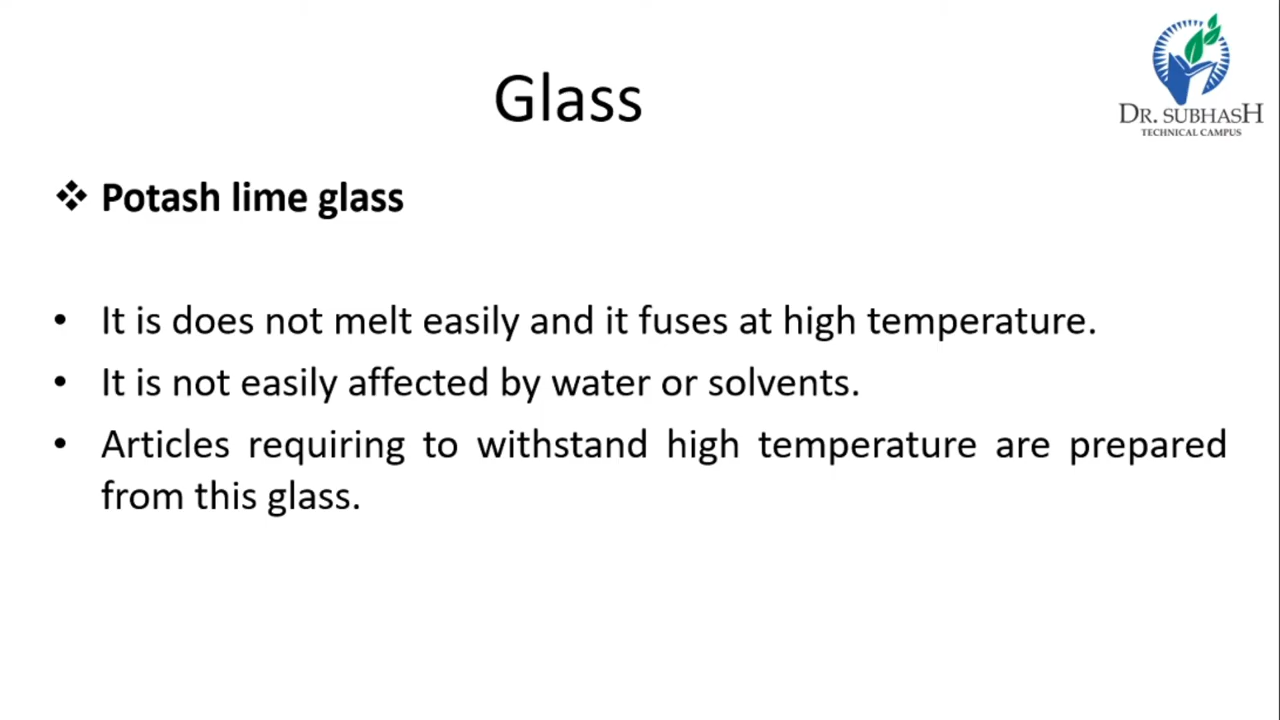 Glass
DR. SUBHASH
TECHNICAL CAMPUS
❖ Potash lime glass
• It is does not melt easily and it fuses at high temperature.
• It is not easily affected by water or solvents.
• Articles requiring to withstand high temperature are prepared
from this glass.